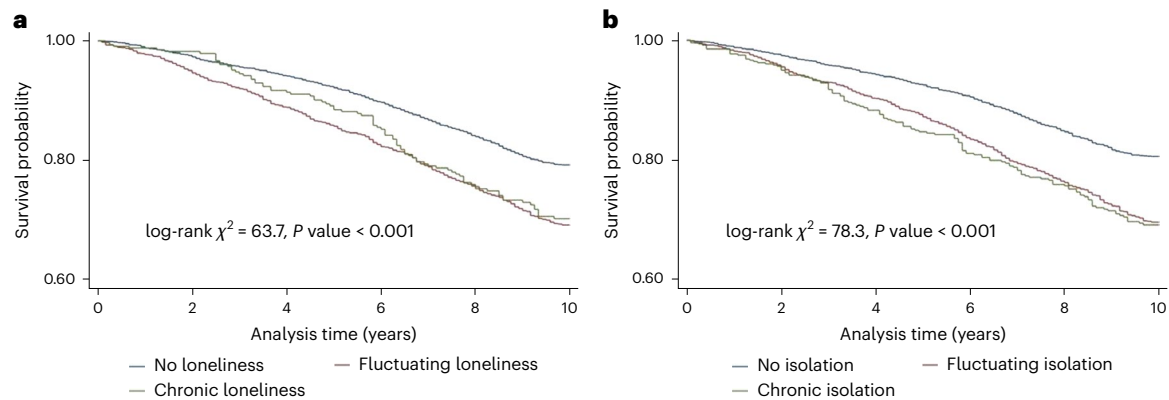 a
1.00
0.80
0.60
Survival probability
log-rank χ² = 63.7, P value < 0.001
0 2 4 6 8 10
Analysis time (years)
No loneliness Fluctuating loneliness
Chronic loneliness
b
1.00
0.80
0.60
Survival probability
log-rank χ² = 78.3, P value < 0.001
0 2 4 6 8 10
Analysis time (years)
No isolation Fluctuating isolation
Chronic isolation